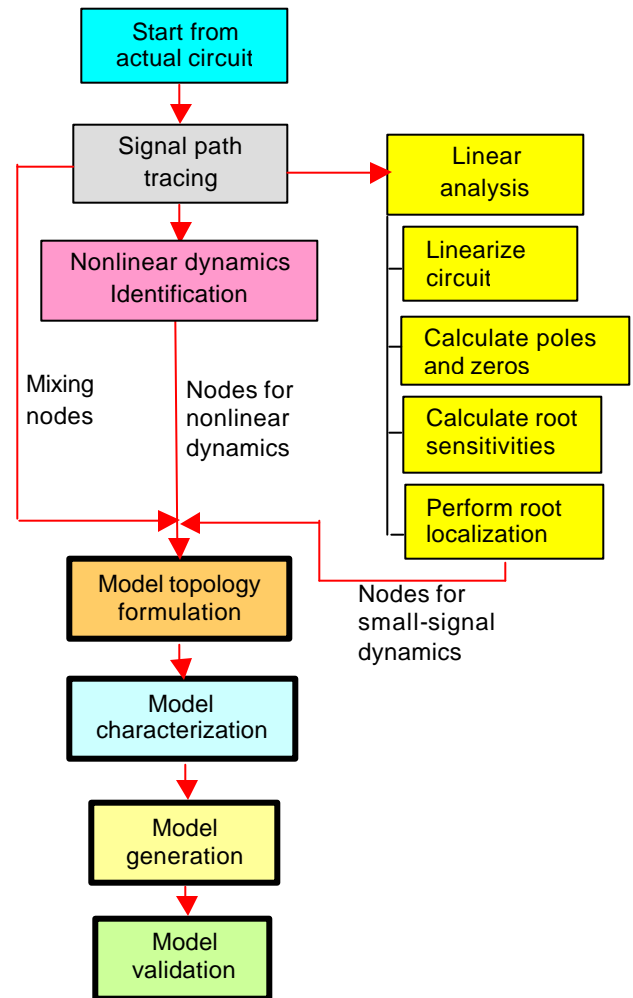 Start from
actual circuit
Signal path
tracing
Linear
analysis
Nonlinear dynamics
Identification
Linearize
circuit
Calculate poles
and zeros
Mixing
nodes
Nodes for
nonlinear
dynamics
Calculate root
sensitivities
Perform root
localization
Model topology
formulation
Nodes for
small-signal
dynamics
Model
characterization
Model
generation
Model
validation